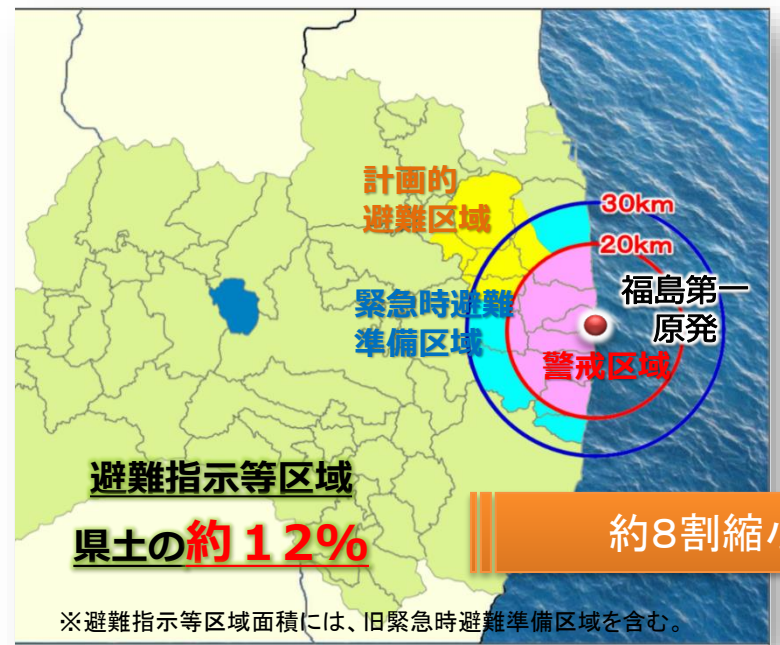 計画的
避難区域
30km
20km
緊急時避難
準備区域
福島第一
原発
警戒区域
避難指示等区域
県土の約12%
約8割縮
※避難指示等区域面積には、旧緊急時避難準備区域を含む。